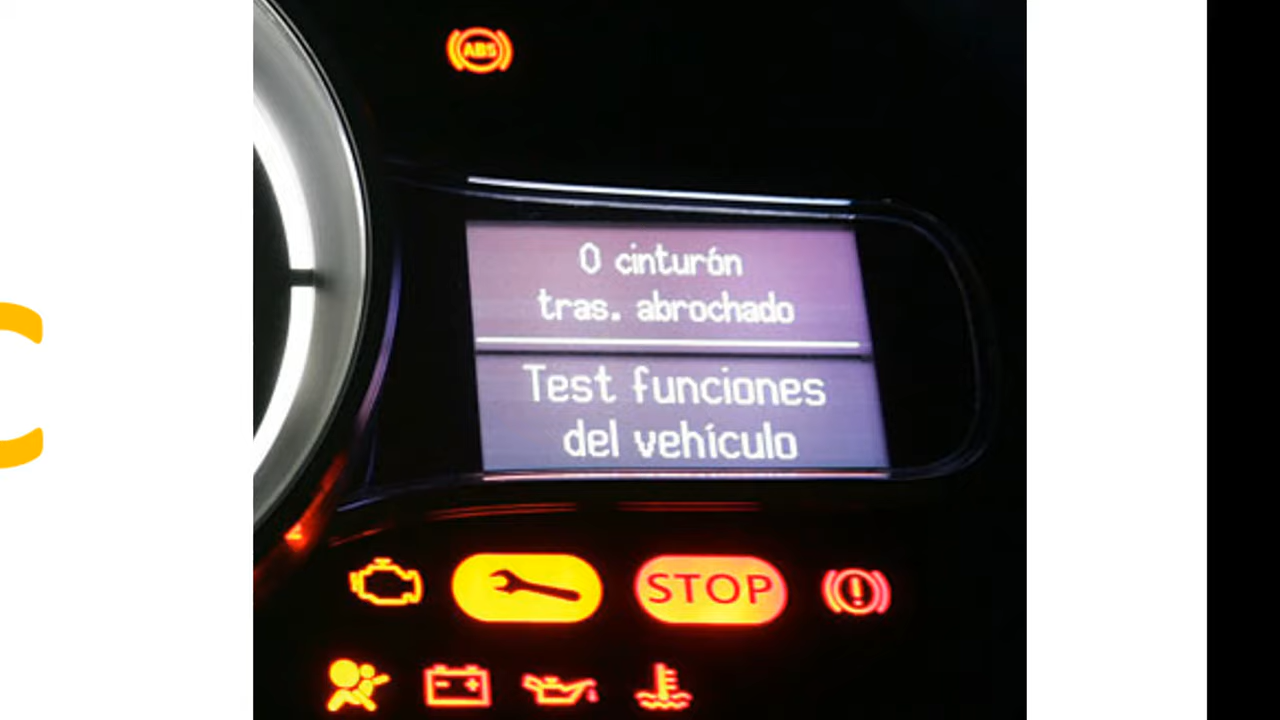 C
ABS
0 cinturón
tras. abrochado
Test funciones
del vehículo
STOP